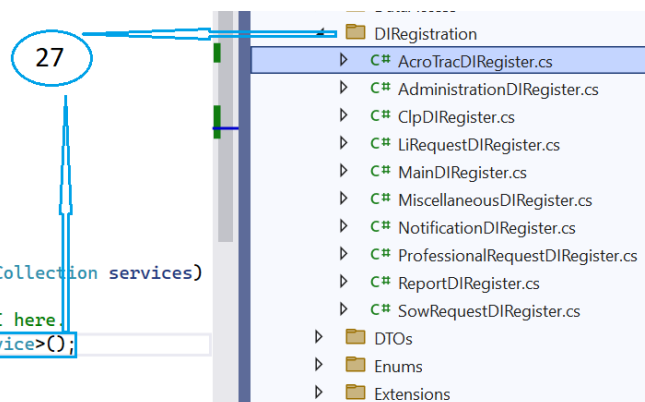 DIRegistration
27
C# AcroTracDIRegister.cs
C# AdministrationDIRegister.cs
C# ClpDIRegister.cs
C# LiRequestDIRegister.cs
C# MainDIRegister.cs
C# MiscellaneousDIRegister.cs
C# NotificationDIRegister.cs
C# ProfessionalRequestDIRegister.cs
Collection services)
C# ReportDIRegister.cs
here.
C# SowRequestDIRegister.cs
vice>();
DTOs
Enums
Extensions